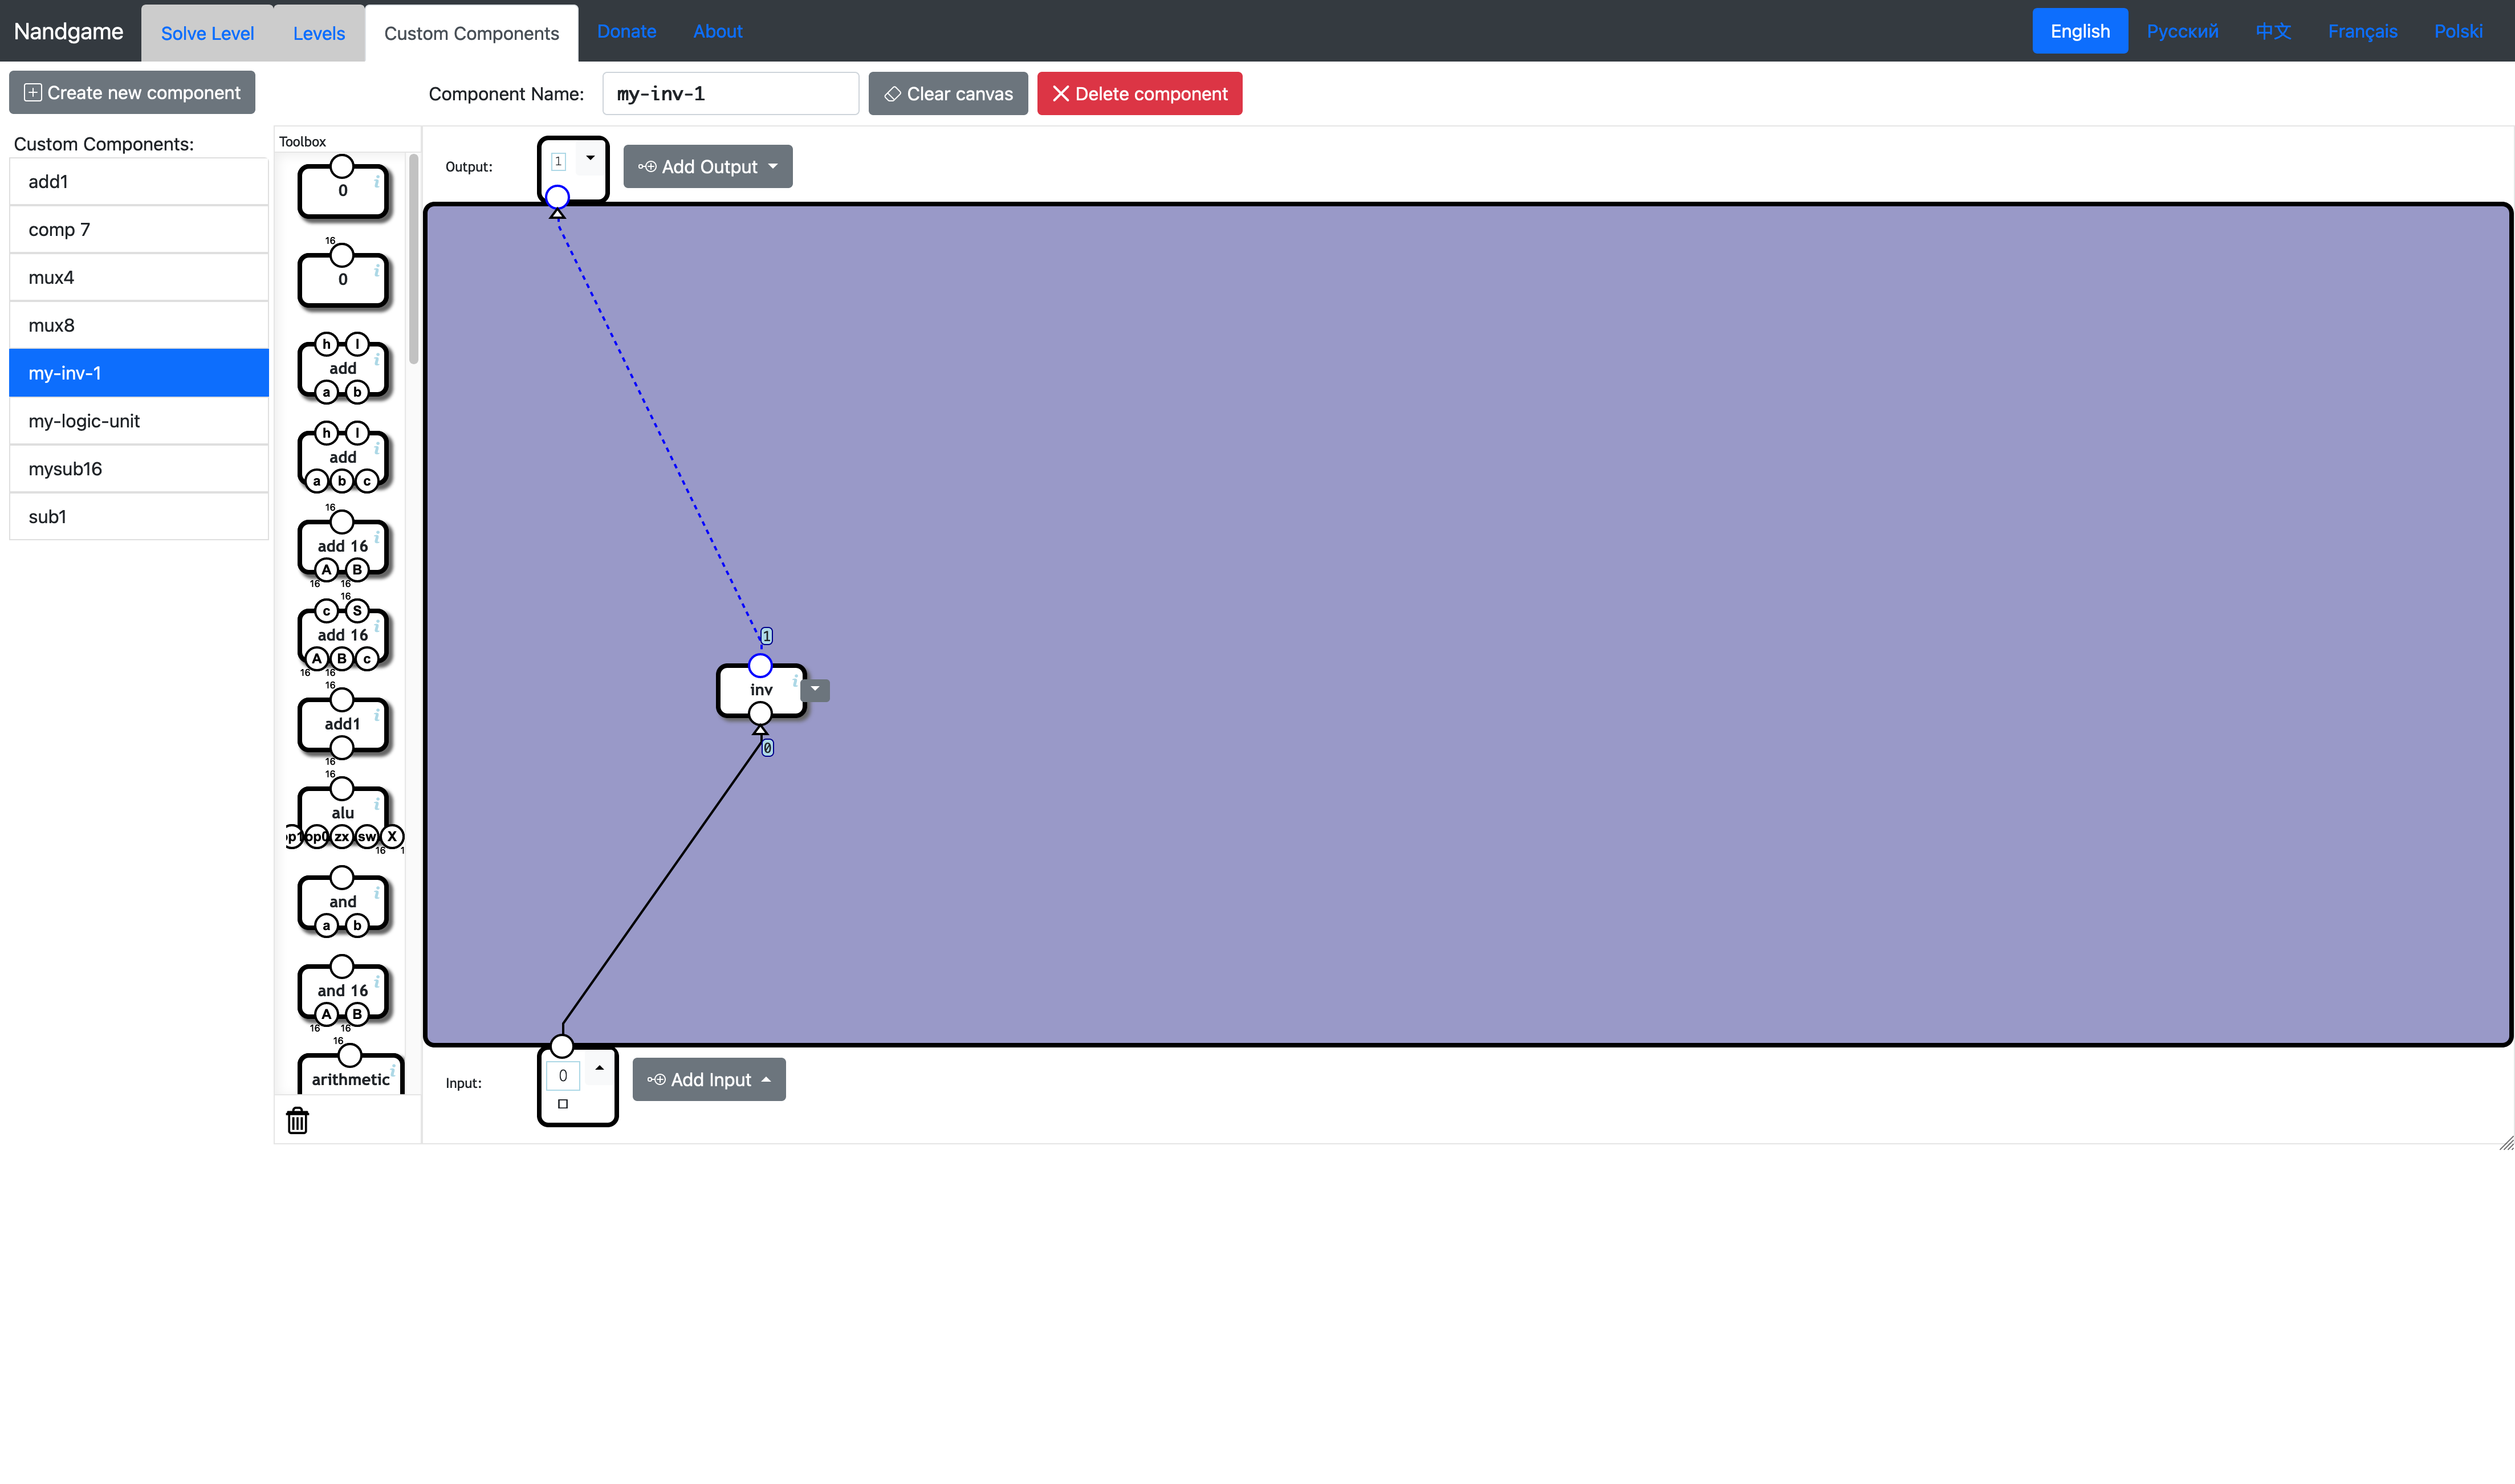 Nandgame Solve Level Levels Custom Components Donate About English Русский 中文 Français Polski
Create new component
Component Name: my-inv-1 Clear canvas Delete component
Custom Components:
add1
comp 7
mux4
mux8
my-inv-1
my-logic-unit
mysub16
sub1
Toolbox
0 i
16
0 i
h l
add i
a b
h l
add i
a b c
16
add 16 i
A B
16 16
16
c S
add 16 i
A B c
16 16
16
add1 i
16
16
alu i
op1 op0 zx sw X
16 1
and i
a b
and 16 i
A B
16 16
16
arithmetic i
Output: 1 Add Output
1
inv i
0
Input: 0 Add Input